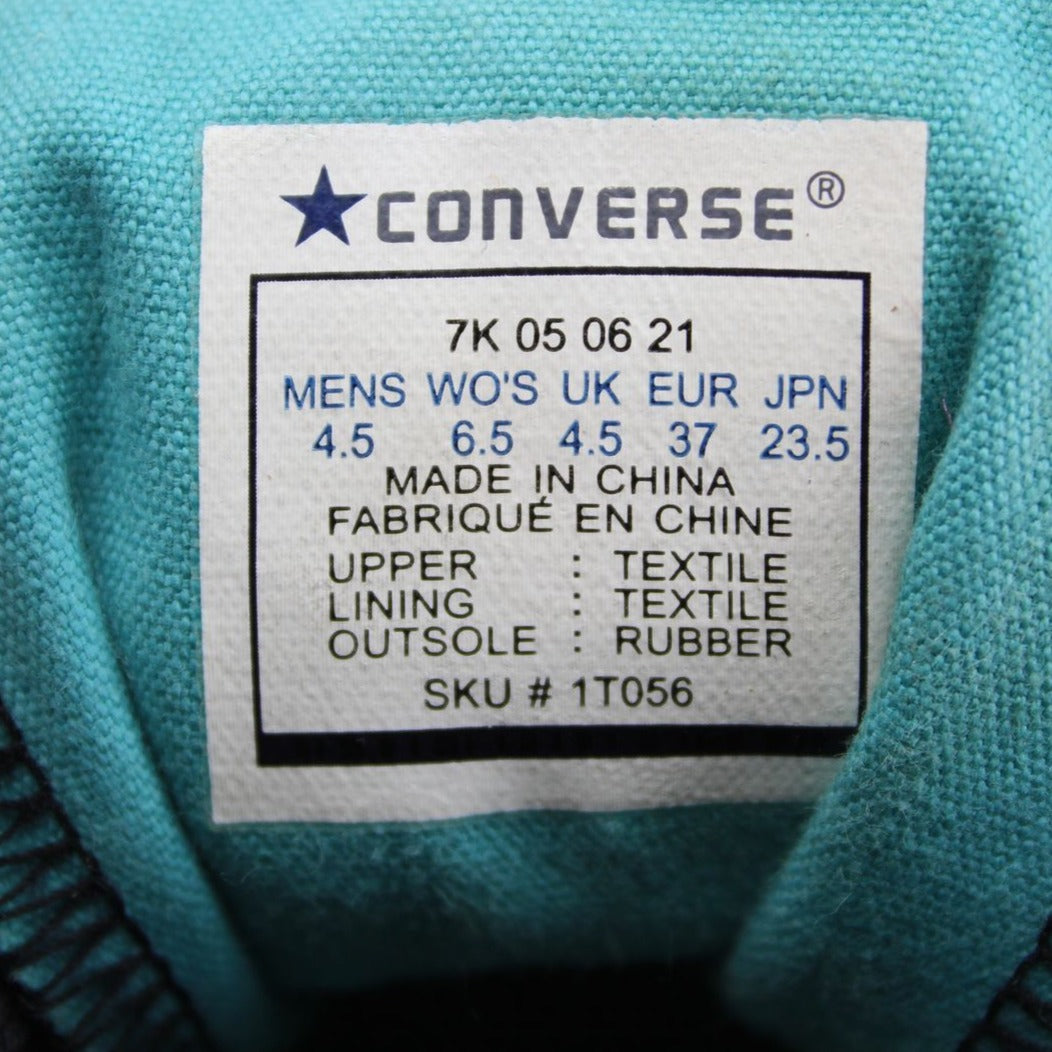 CONVERSE®
7K 05 06 21
MENS WO'S UK EUR JPN
4.5 6.5 4.5 37 23.5
MADE IN CHINA
FABRIQUÉ EN CHINE
UPPER : TEXTILE
LINING : TEXTILE
OUTSOLE : RUBBER
SKU # 1T056